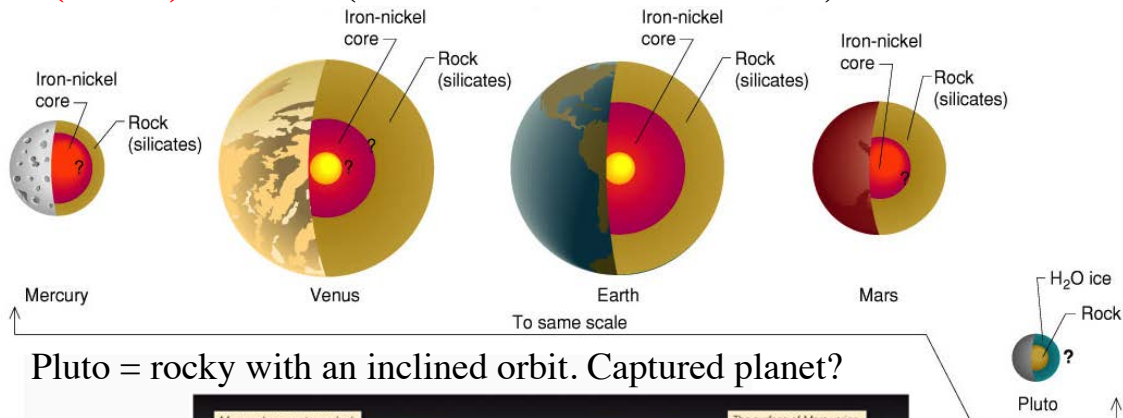 Iron-nickel
core
Rock
(silicates)
?
Mercury
Iron-nickel
core
Rock
(silicates)
?
?
Venus
Iron-nickel
core
Rock
(silicates)
Earth
Iron-nickel
core
Rock
(silicates)
?
Mars
To same scale
H₂O ice
Rock
?
Pluto
Pluto = rocky with an inclined orbit. Captured planet?